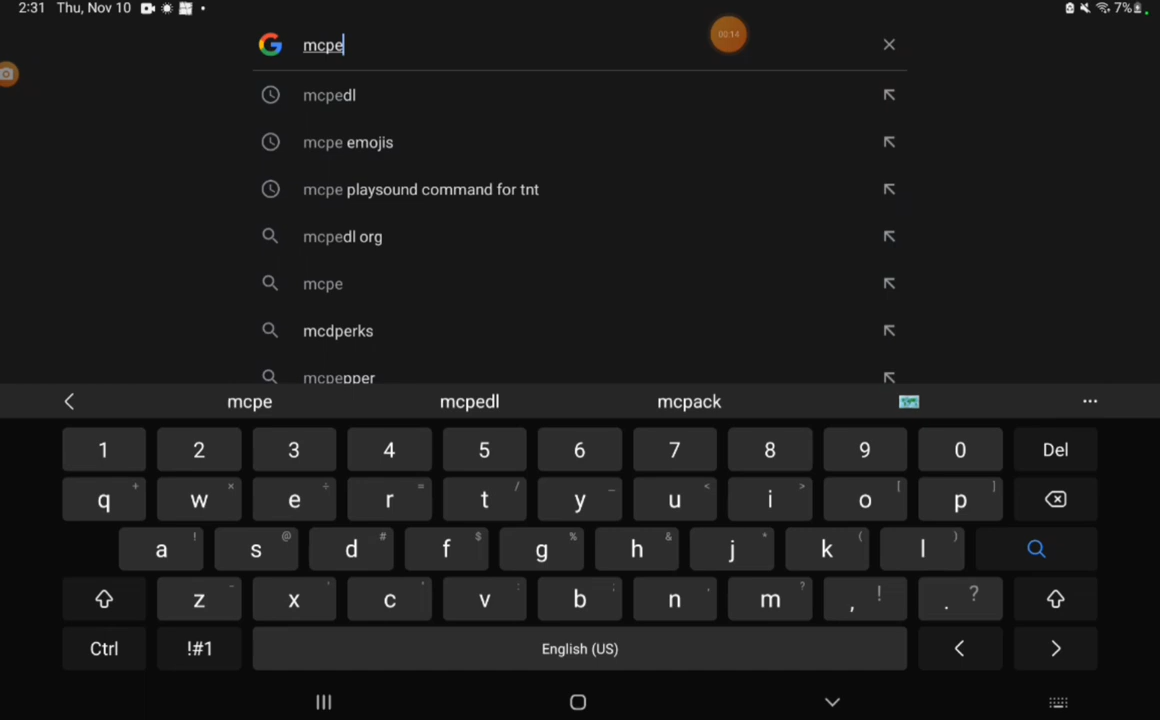 2:31 Thu, Nov 10
7%
00:14
mcpe
mcpedl
mcpe emojis
mcpe playsound command for tnt
mcpedl org
mcpe
mcdperks
mcpepper
mcpe mcpedl mcpack ...
1 2 3 4 5 6 7 8 9 0 Del
q + w × e ÷ r = t / y _ u < i > o [ p ]
a ! s @ d # f $ g % h & j * k ( l )
z - x ' c " v : b ; n , m ? , ! . ?
Ctrl !#1 English (US) < >